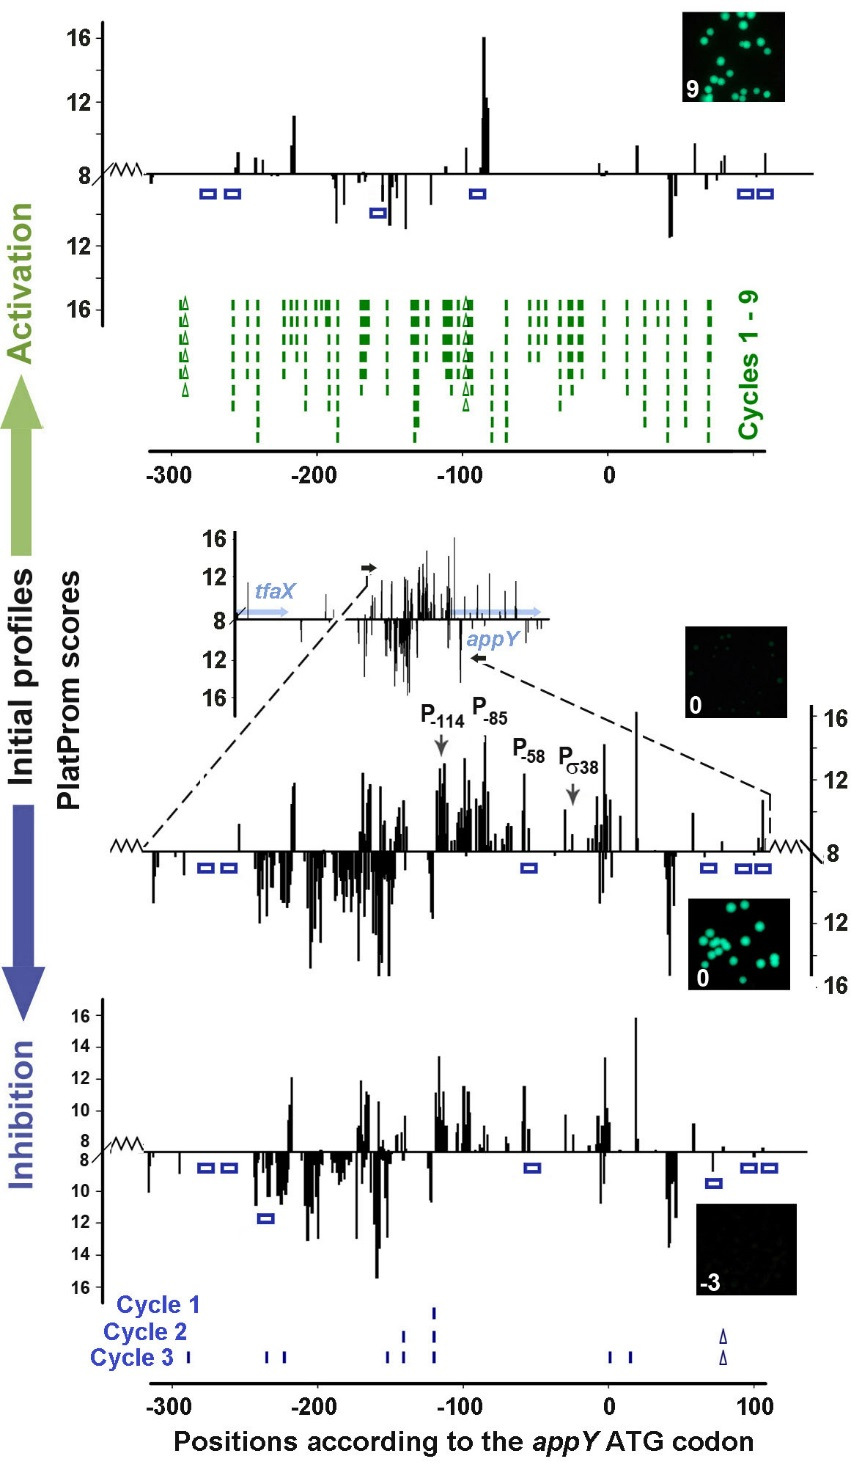 16
12
8
12
16
9
Activation
Cycles 1 - 9
-300 -200 -100 0
Initial profiles
PlatProm scores
16
12
8
12
16
tfaX
appY
0
P-114 P-85
P-58
Pσ38
16
12
8
12
16
0
Inhibition
16
14
12
10
8
8
10
12
14
16
-3
Cycle 1
Cycle 2
Cycle 3
-300 -200 -100 0 100
Positions according to the appY ATG codon